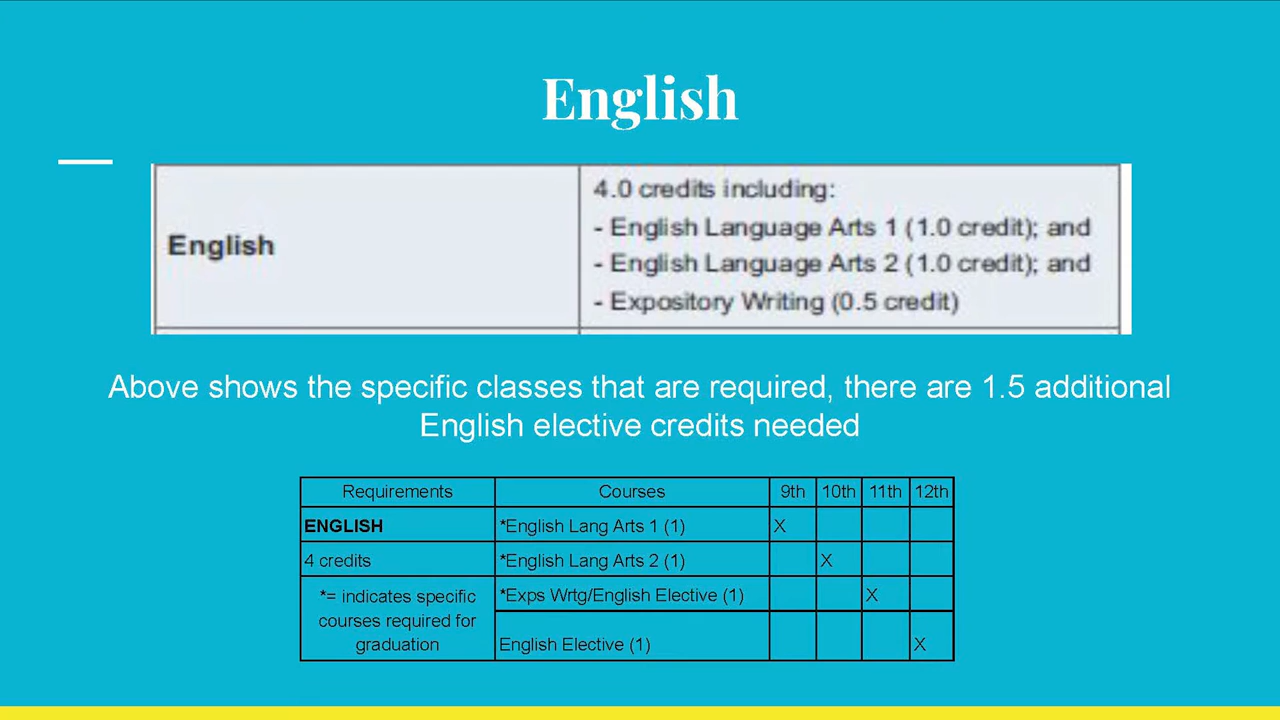 English
English
4.0 credits including:
- English Language Arts 1 (1.0 credit); and
- English Language Arts 2 (1.0 credit); and
- Expository Writing (0.5 credit)
Above shows the specific classes that are required, there are 1.5 additional
English elective credits needed
Requirements Courses 9th 10th 11th 12th
ENGLISH *English Lang Arts 1 (1) X
4 credits *English Lang Arts 2 (1) X
*= indicates specific *Exps Wrtg/English Elective (1) X
courses required for
graduation English Elective (1) X